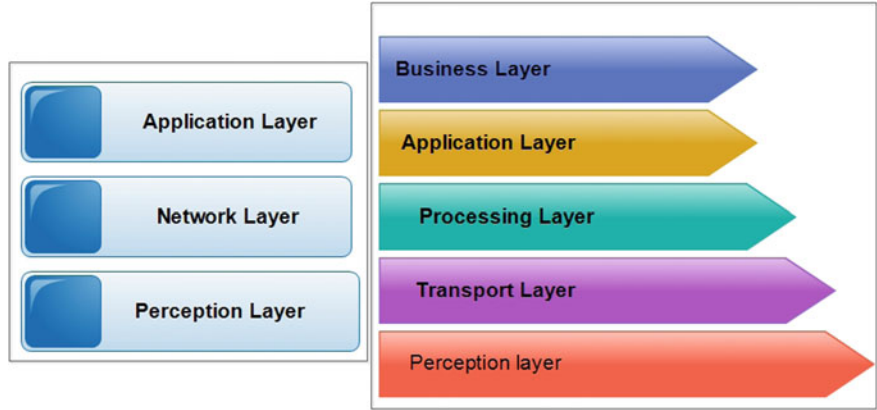 Application Layer
Network Layer
Perception Layer
Business Layer
Application Layer
Processing Layer
Transport Layer
Perception layer